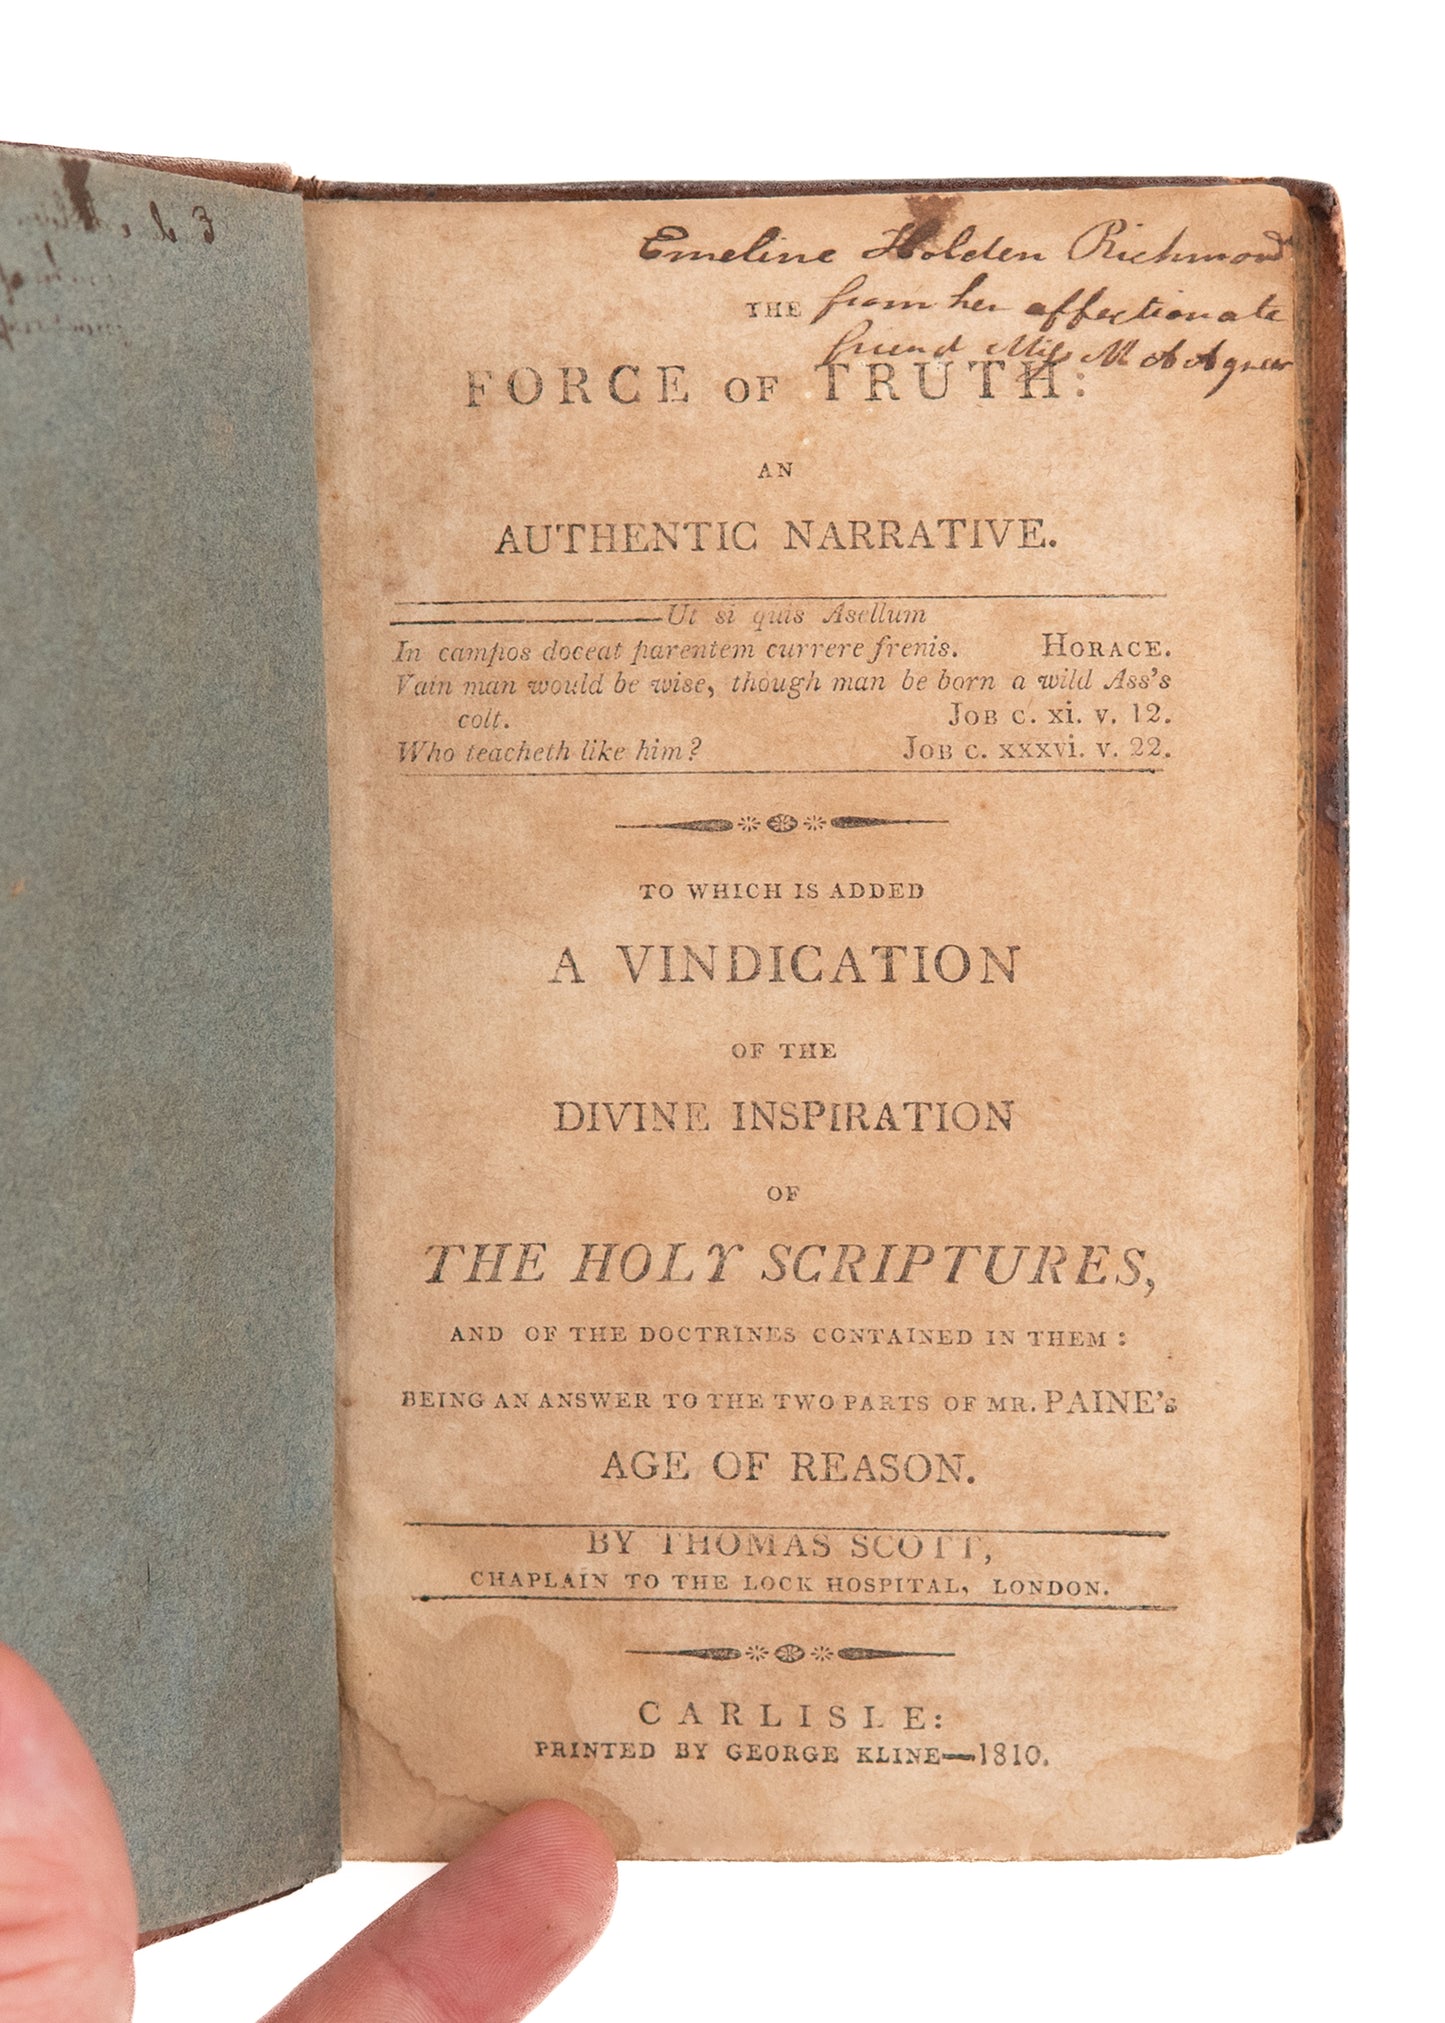 Emeline Holden Richmond
from her affectionate
friend Miss M A Agnew
THE
FORCE OF TRUTH:
AN
AUTHENTIC NARRATIVE.
Ut si quis Asellum
In campos doceat parentem currere frenis. HORACE.
Vain man would be wise, though man be born a wild Ass's
colt. JOB C. xi. v. 12.
Who teacheth like him? JOB C. xxxvi. v. 22.
TO WHICH IS ADDED
A VINDICATION
OF THE
DIVINE INSPIRATION
OF
THE HOLY SCRIPTURES,
AND OF THE DOCTRINES CONTAINED IN THEM:
BEING AN ANSWER TO THE TWO PARTS OF MR. PAINE's
AGE OF REASON.
BY THOMAS SCOTT,
CHAPLAIN TO THE LOCK HOSPITAL, LONDON.
CARLISLE:
PRINTED BY GEORGE KLINE—1810.